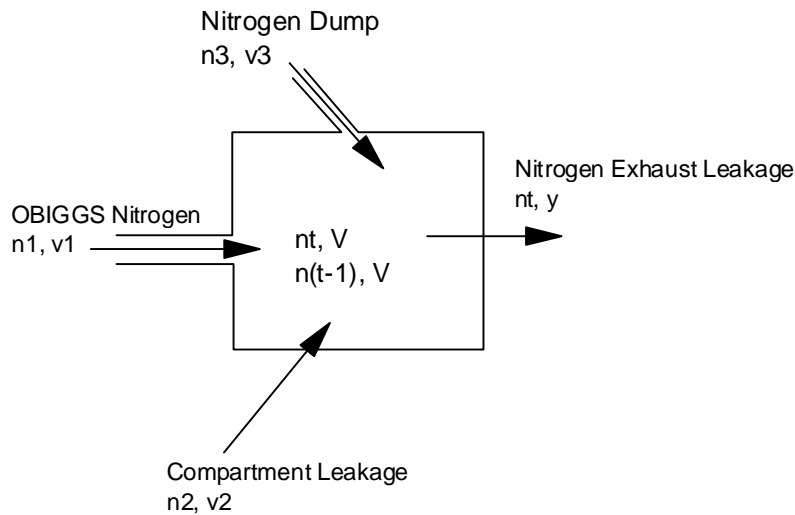 Nitrogen Dump
n3, v3
Nitrogen Exhaust Leakage
nt, y
OBIGGS Nitrogen
n1, v1
nt, V
n(t-1), V
Compartment Leakage
n2, v2